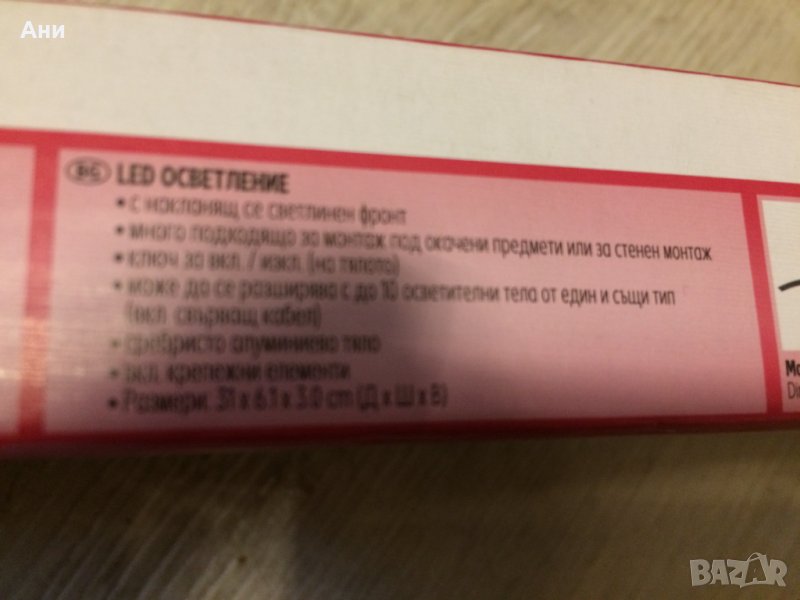 Ани
BG LED ОСВЕТЛЕНИЕ
• с накланящ се светлинен фронт
• много подходящо за монтаж под окачени предмети или за стенен монтаж
• ключ за вкл. / изкл. (на тялото)
• може да се разширява с до 10 осветителни тела от един и същи тип
(вкл. свързващ кабел)
• сребристо алуминиево тяло
• вкл. крепежни елементи
• Размери: 31 x 6.1 x 3.0 cm (Д x Ш x В)
BAZAR